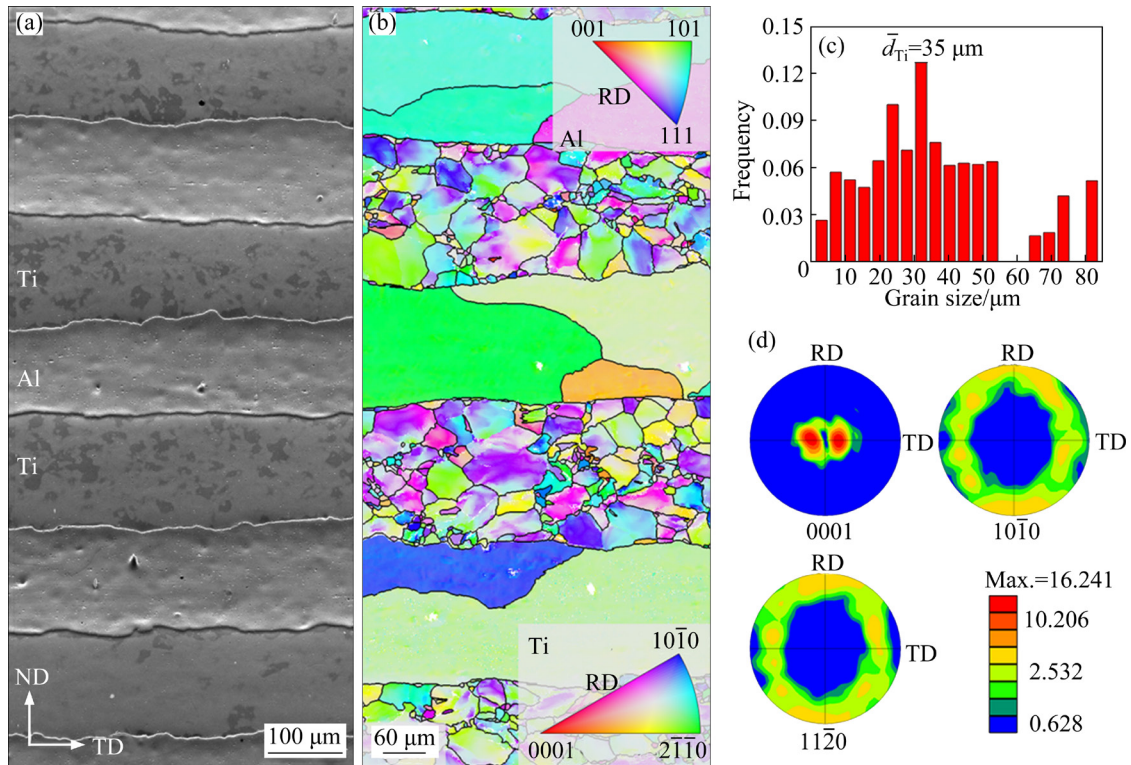 (a)
Ti
Al
Ti
ND
TD
100 μm
(b)
001
101
RD
111
Al
Ti
101̄0
RD
0001
2̄1̄1̄0
60 μm
(c)
d̄Ti=35 μm
Frequency
0.15
0.12
0.09
0.06
0.03
0
10
20
30
40
50
60
70
80
Grain size/μm
(d)
RD
TD
0001
RD
TD
101̄0
RD
TD
112̄0
Max.=16.241
10.206
2.532
0.628